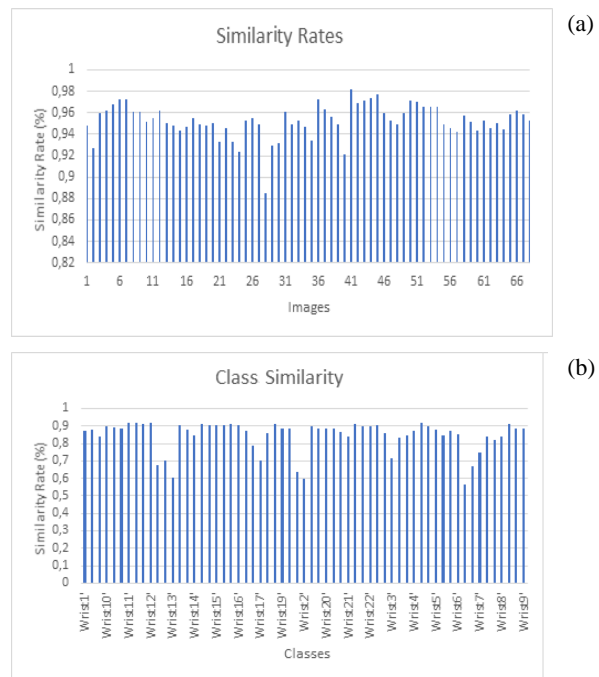 (a)
Similarity Rates
Similarity Rate (%)
1
0,98
0,96
0,94
0,92
0,9
0,88
0,86
0,84
0,82
1 6 11 16 21 26 31 36 41 46 51 56 61 66
Images
(b)
Class Similarity
Similarity Rate (%)
1
0,9
0,8
0,7
0,6
0,5
0,4
0,3
0,2
0,1
0
Wrist1' Wrist10' Wrist11' Wrist12' Wrist13' Wrist14' Wrist15' Wrist16' Wrist17' Wrist19' Wrist2' Wrist20' Wrist21' Wrist22' Wrist3' Wrist4' Wrist5' Wrist6' Wrist7' Wrist8' Wrist9'
Classes